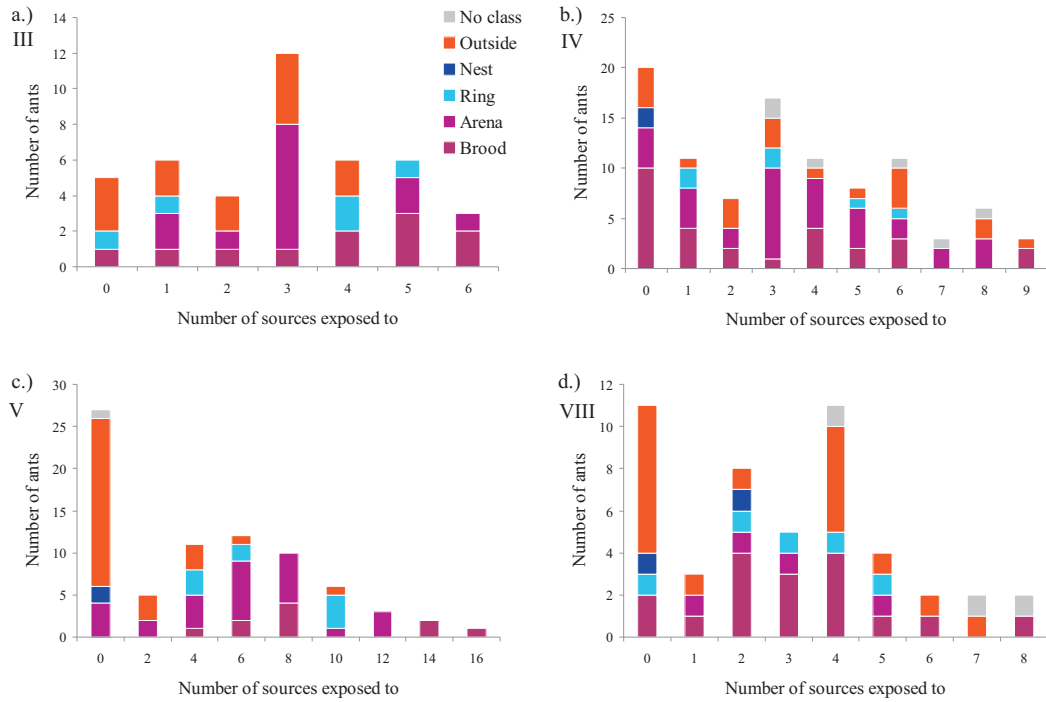 a.)
III
14
12
10
8
6
4
2
0
Number of ants
0 1 2 3 4 5 6
Number of sources exposed to
No class
Outside
Nest
Ring
Arena
Brood
b.)
IV
25
20
15
10
5
0
Number of ants
0 1 2 3 4 5 6 7 8 9
Number of sources exposed to
c.)
V
30
25
20
15
10
5
0
Number of ants
0 2 4 6 8 10 12 14 16
Number of sources exposed to
d.)
VIII
12
10
8
6
4
2
0
Number of ants
0 1 2 3 4 5 6 7 8
Number of sources exposed to